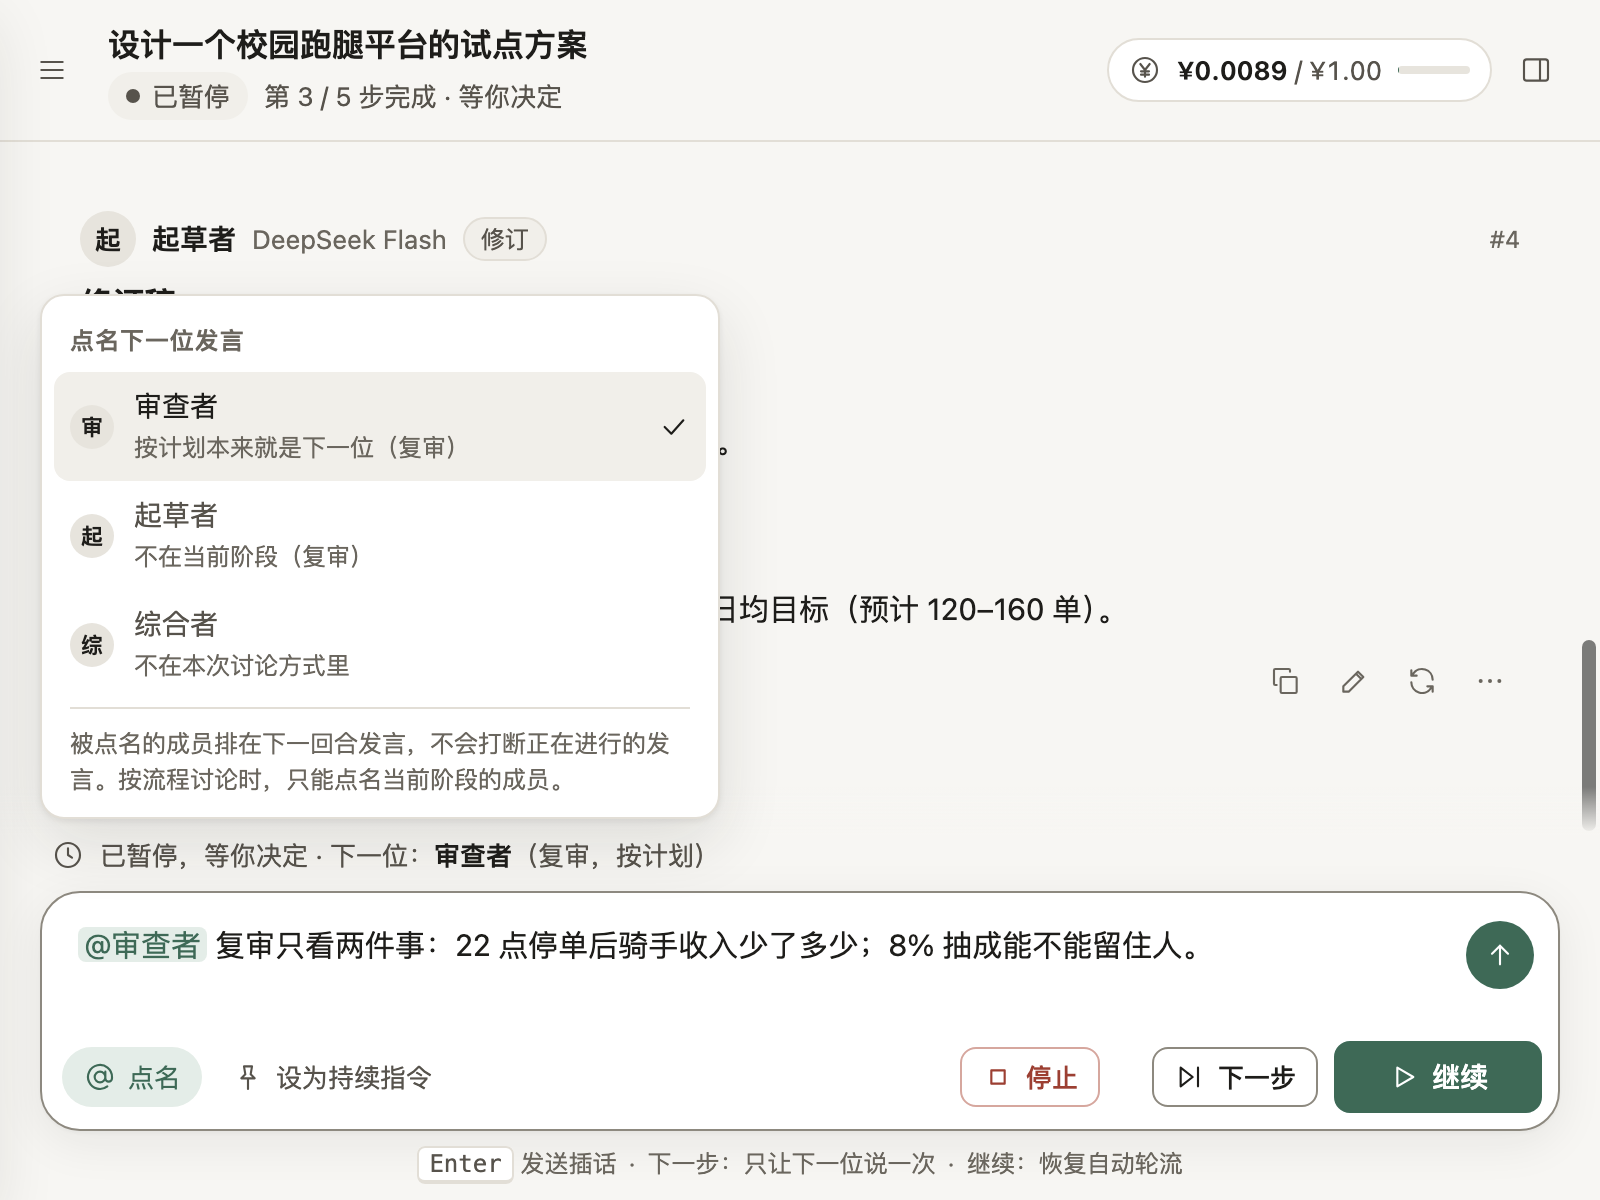 设计一个校园跑腿平台的试点方案
已暂停 第 3 / 5 步完成 · 等你决定
¥0.0089 / ¥1.00
起 起草者 DeepSeek Flash 修订 #4
点名下一位发言
审 审查者
按计划本来就是下一位（复审）
。
起 起草者
不在当前阶段（复审）
日均目标（预计 120–160 单）。
综 综合者
不在本次讨论方式里
被点名的成员排在下一回合发言，不会打断正在进行的发
言。按流程讨论时，只能点名当前阶段的成员。
已暂停，等你决定 · 下一位：审查者（复审，按计划）
@审查者 复审只看两件事：22 点停单后骑手收入少了多少；8% 抽成能不能留住人。
@ 点名 设为持续指令 停止 下一步 继续
Enter 发送插话 · 下一步：只让下一位说一次 · 继续：恢复自动轮流